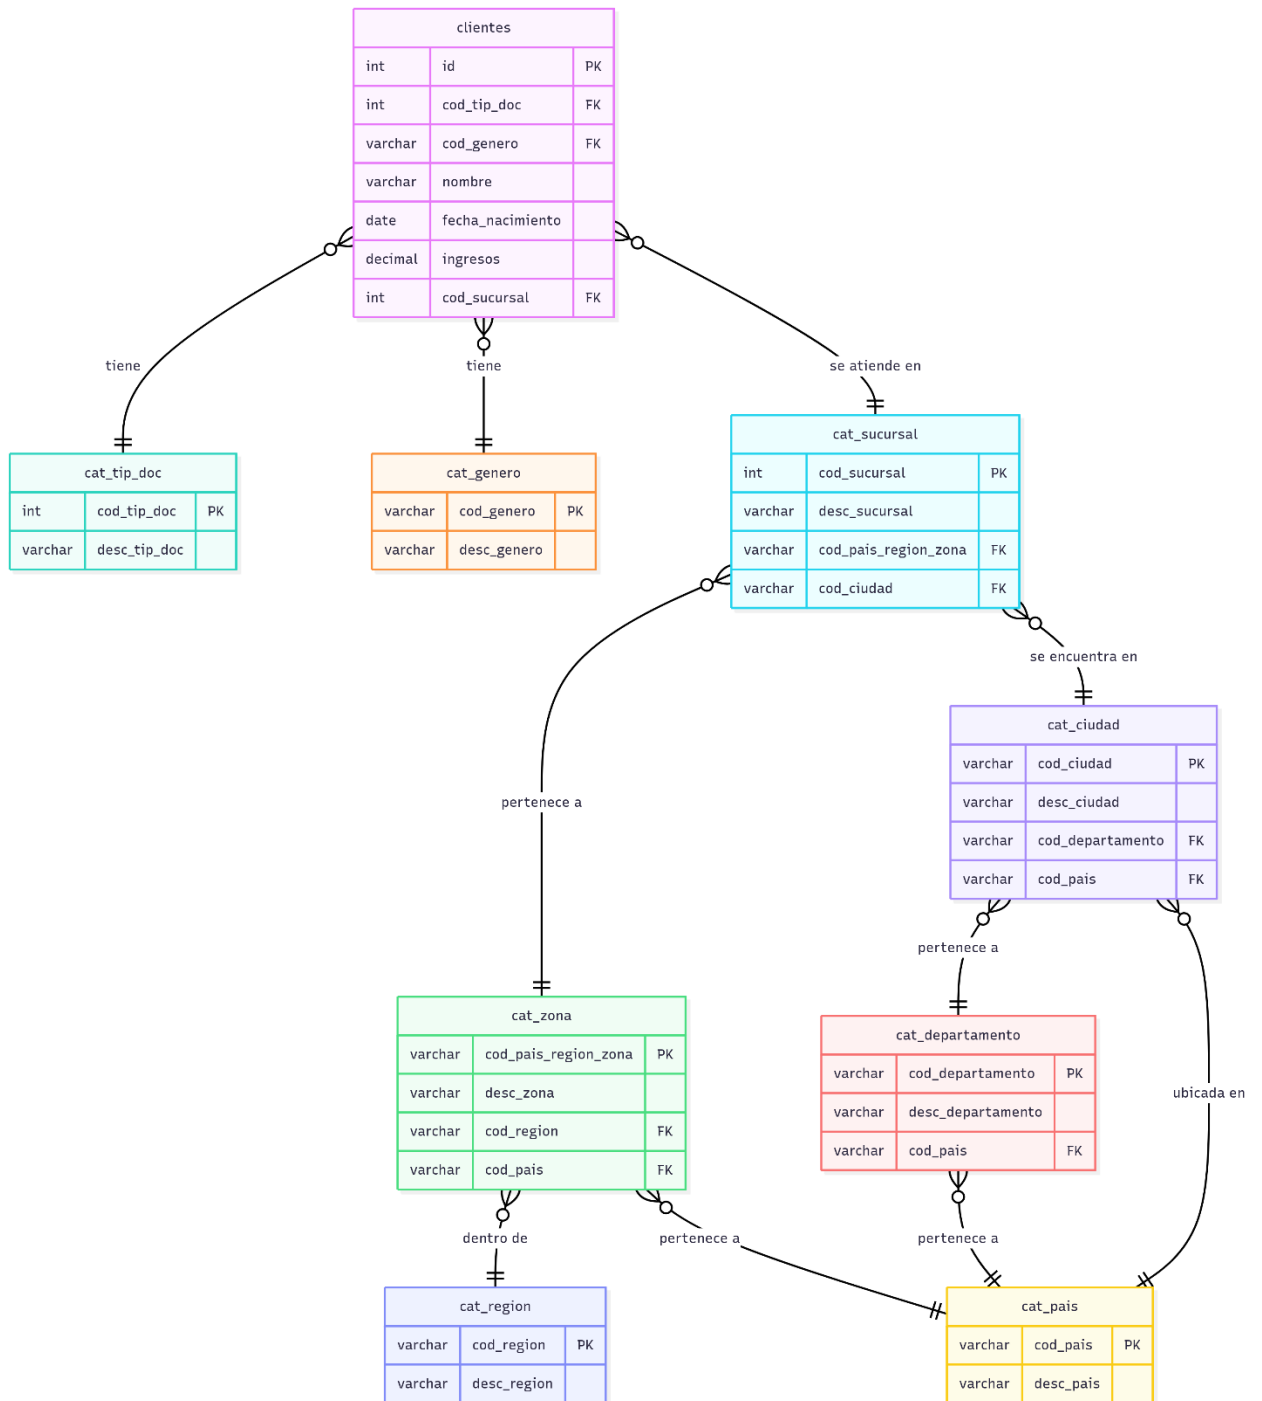 clientes
int id PK
int cod_tip_doc FK
varchar cod_genero FK
varchar nombre
date fecha_nacimiento
decimal ingresos
int cod_sucursal FK
tiene
tiene
se atiende en
cat_tip_doc
int cod_tip_doc PK
varchar desc_tip_doc
cat_genero
varchar cod_genero PK
varchar desc_genero
cat_sucursal
int cod_sucursal PK
varchar desc_sucursal
varchar cod_pais_region_zona FK
varchar cod_ciudad FK
se encuentra en
cat_ciudad
varchar cod_ciudad PK
varchar desc_ciudad
varchar cod_departamento FK
varchar cod_pais FK
pertenece a
pertenece a
cat_zona
varchar cod_pais_region_zona PK
varchar desc_zona
varchar cod_region FK
varchar cod_pais FK
cat_departamento
varchar cod_departamento PK
varchar desc_departamento
varchar cod_pais FK
ubicada en
dentro de
pertenece a
pertenece a
cat_region
varchar cod_region PK
varchar desc_region
cat_pais
varchar cod_pais PK
varchar desc_pais